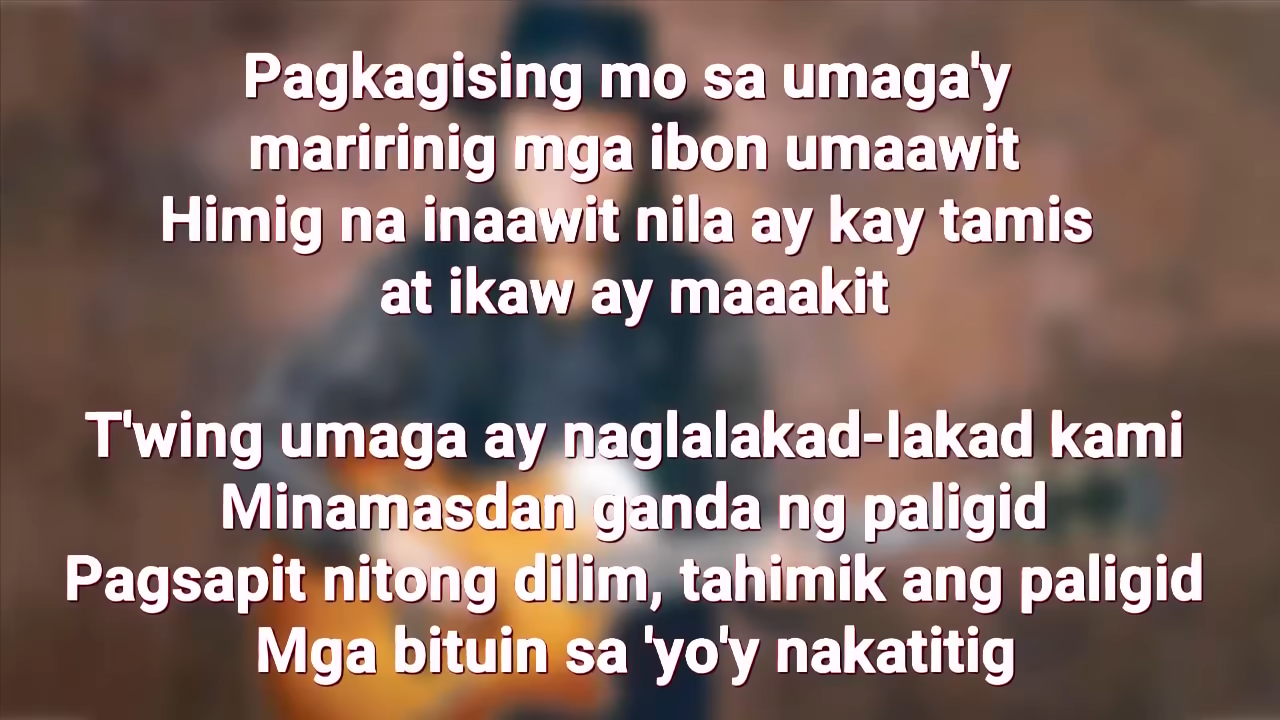 Pagkagising mo sa umaga'y
maririnig mga ibon umaawit
Himig na inaawit nila ay kay tamis
at ikaw ay maaakit
T'wing umaga ay naglalakad-lakad kami
Minamasdan ganda ng paligid
Pagsapit nitong dilim, tahimik ang paligid
Mga bituin sa 'yo'y nakatitig